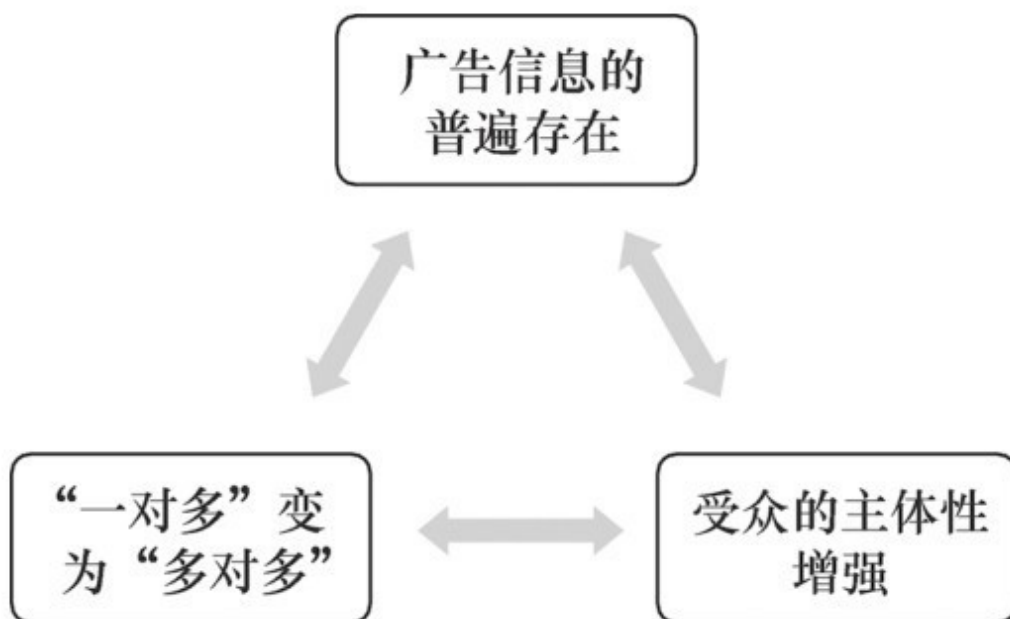 广告信息的
普遍存在
“一对多”变
为“多对多”
受众的主体性
增强